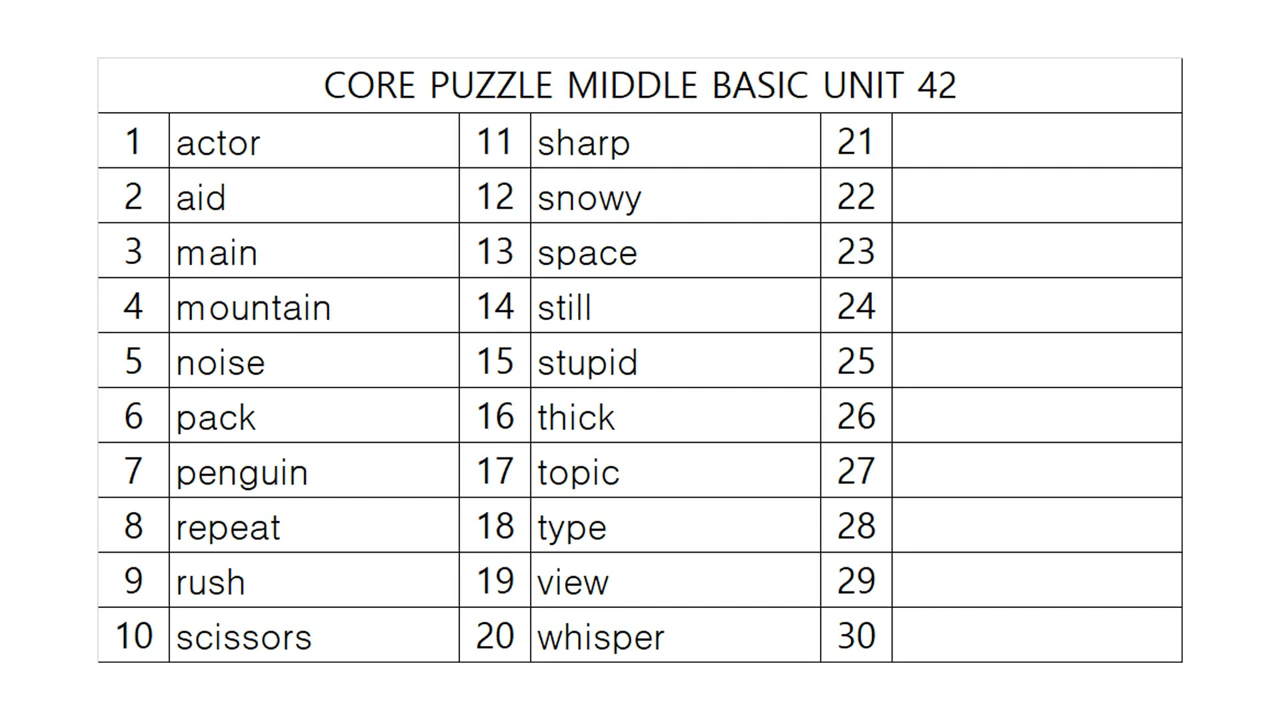 CORE PUZZLE MIDDLE BASIC UNIT 42
1 actor 11 sharp 21
2 aid 12 snowy 22
3 main 13 space 23
4 mountain 14 still 24
5 noise 15 stupid 25
6 pack 16 thick 26
7 penguin 17 topic 27
8 repeat 18 type 28
9 rush 19 view 29
10 scissors 20 whisper 30